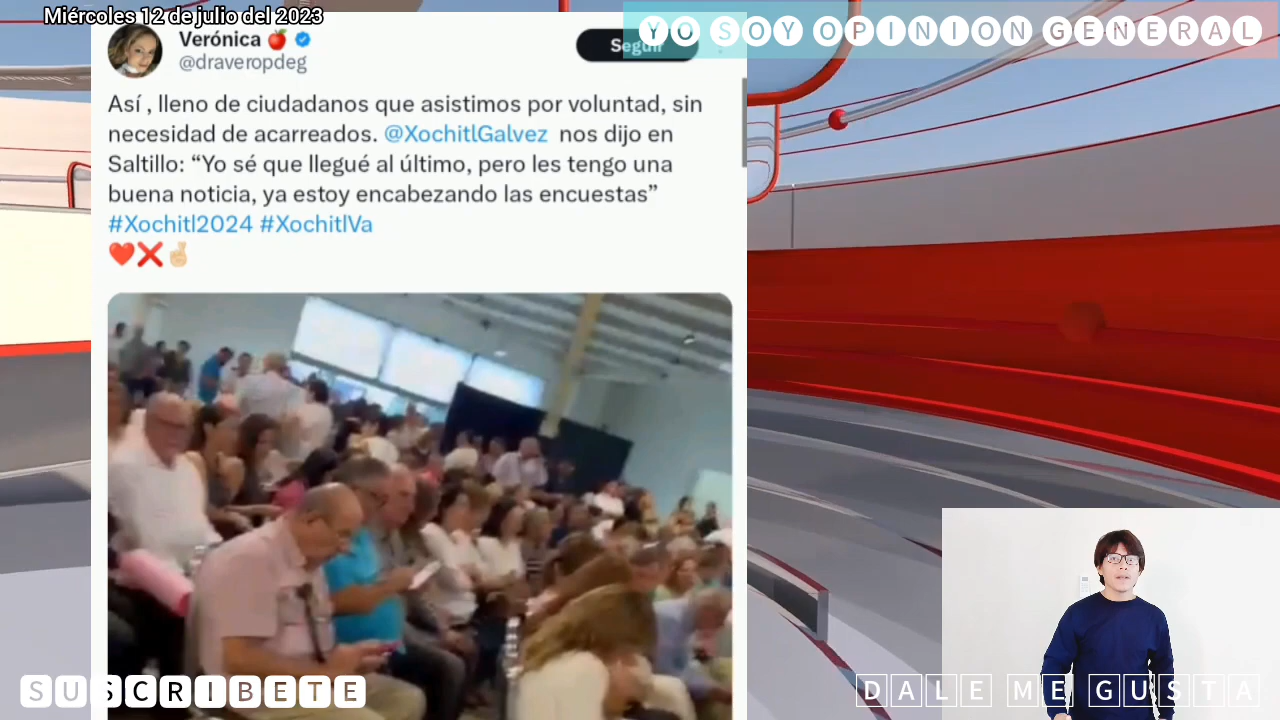 Miércoles 12 de julio del 2023
YO SOY OPINION GENERAL
Verónica 🍎
@draveropdeg
Seguir
Así , lleno de ciudadanos que asistimos por voluntad, sin
necesidad de acarreados. @XochitlGalvez nos dijo en
Saltillo: “Yo sé que llegué al último, pero les tengo una
buena noticia, ya estoy encabezando las encuestas”
#Xochitl2024 #XochitlVa
❤️❌🤞🏼
SUSCRIBETE
DALE ME GUSTA